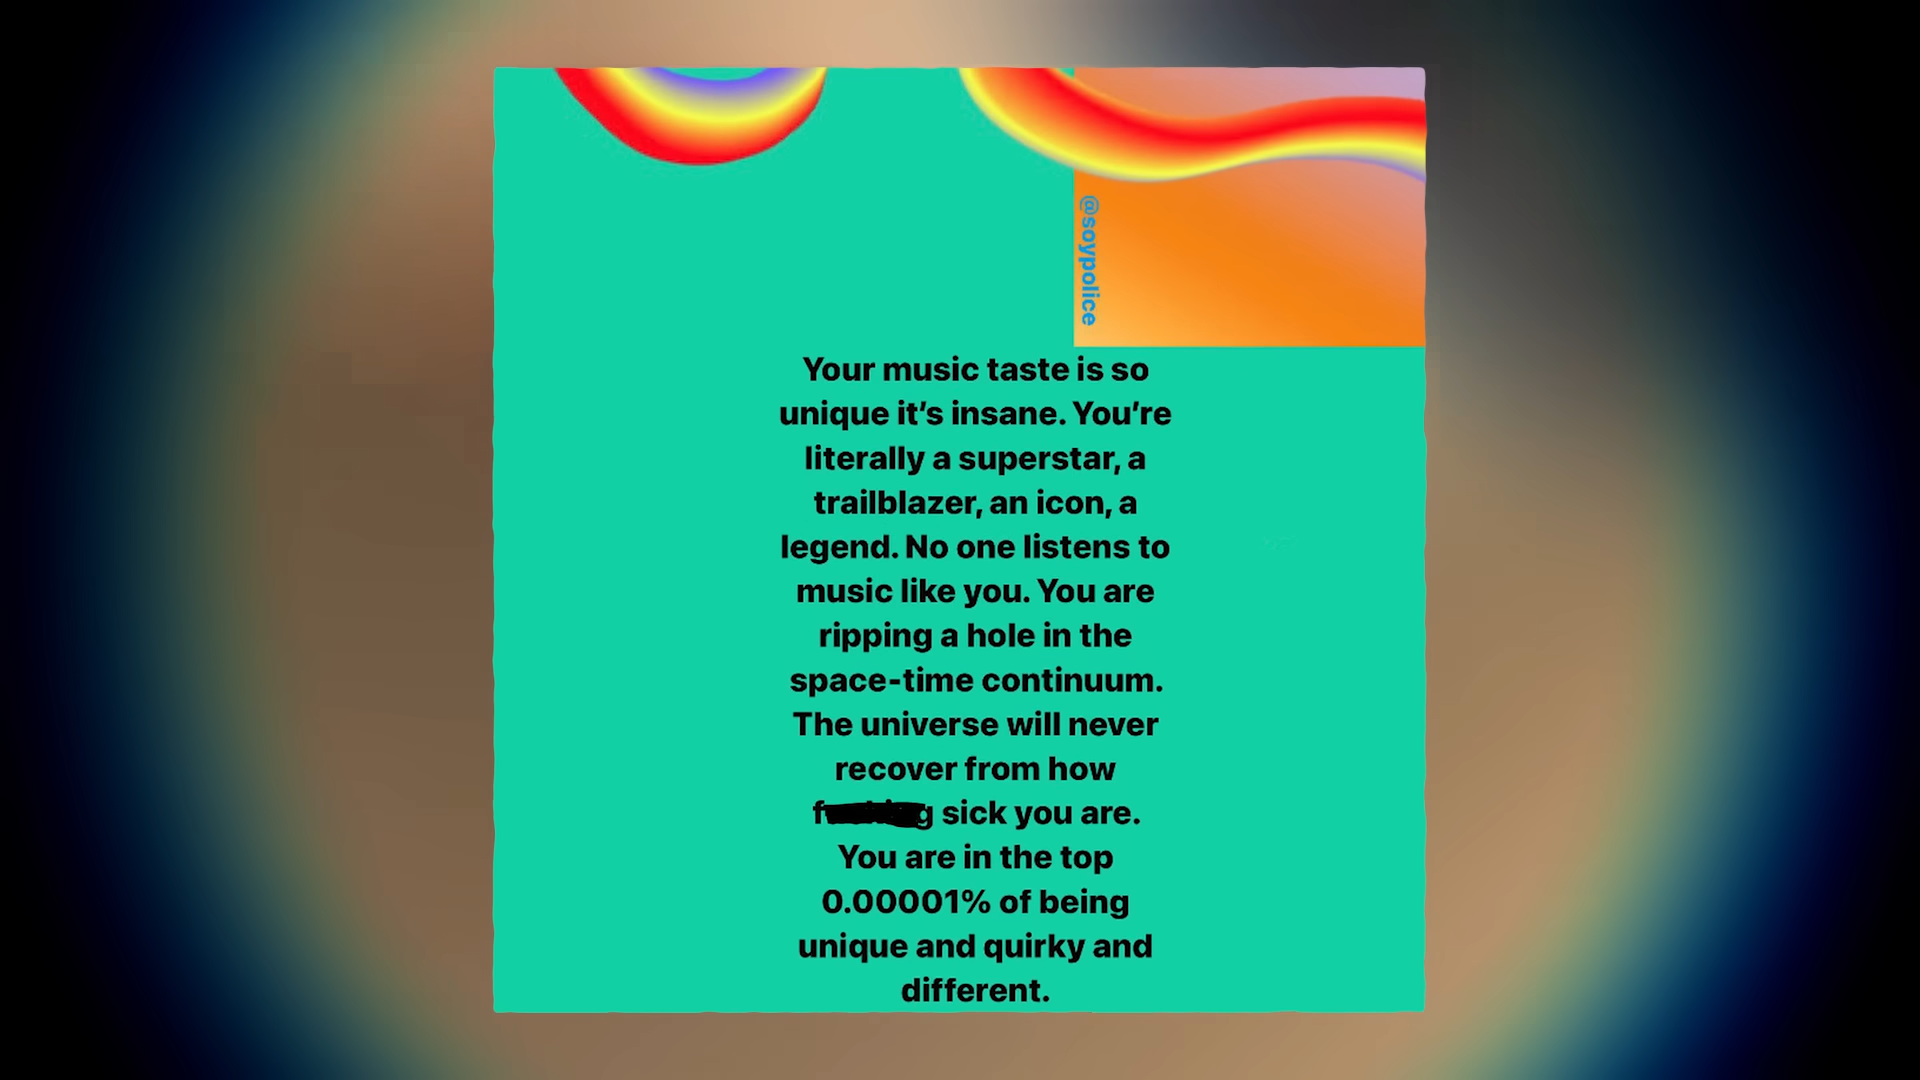 @soypolice
Your music taste is so
unique it’s insane. You’re
literally a superstar, a
trailblazer, an icon, a
legend. No one listens to
music like you. You are
ripping a hole in the
space-time continuum.
The universe will never
recover from how
sick you are.
You are in the top
0.00001% of being
unique and quirky and
different.